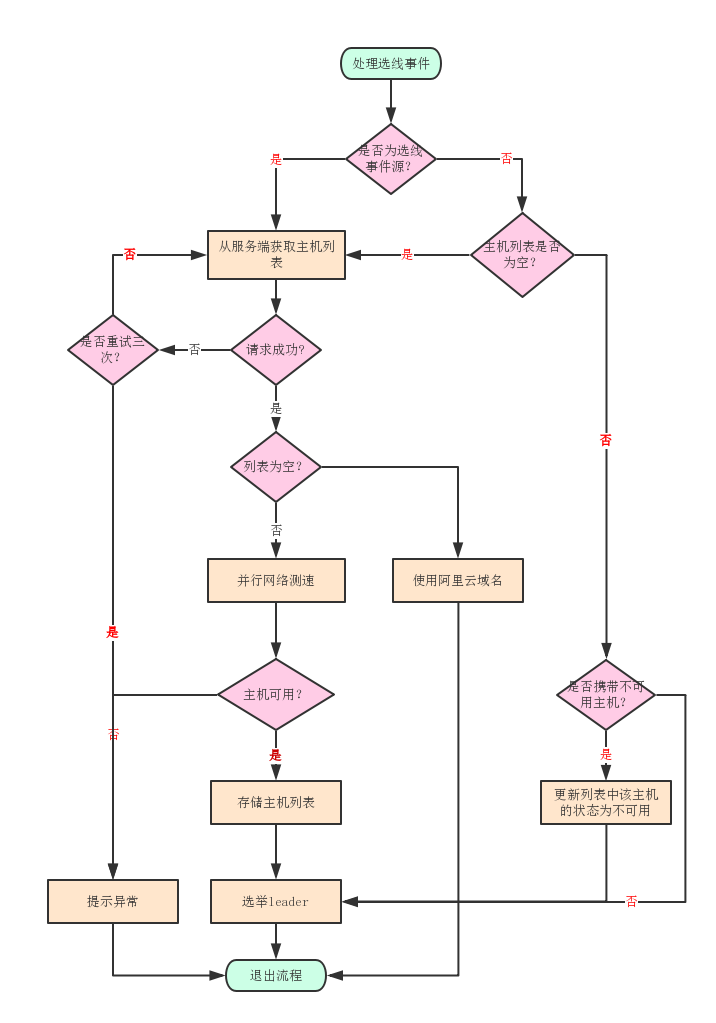 处理选线事件
是否为选线
事件源？
是
否
从服务端获取主机列
表
主机列表是否
为空？
否
是
是否重试三
次？
否
请求成功？
是
否
列表为空？
否
并行网络测速
使用阿里云域名
是
主机可用？
是否携带不可
用主机？
否
是
是
存储主机列表
更新列表中该主机
的状态为不可用
提示异常
选举leader
否
退出流程